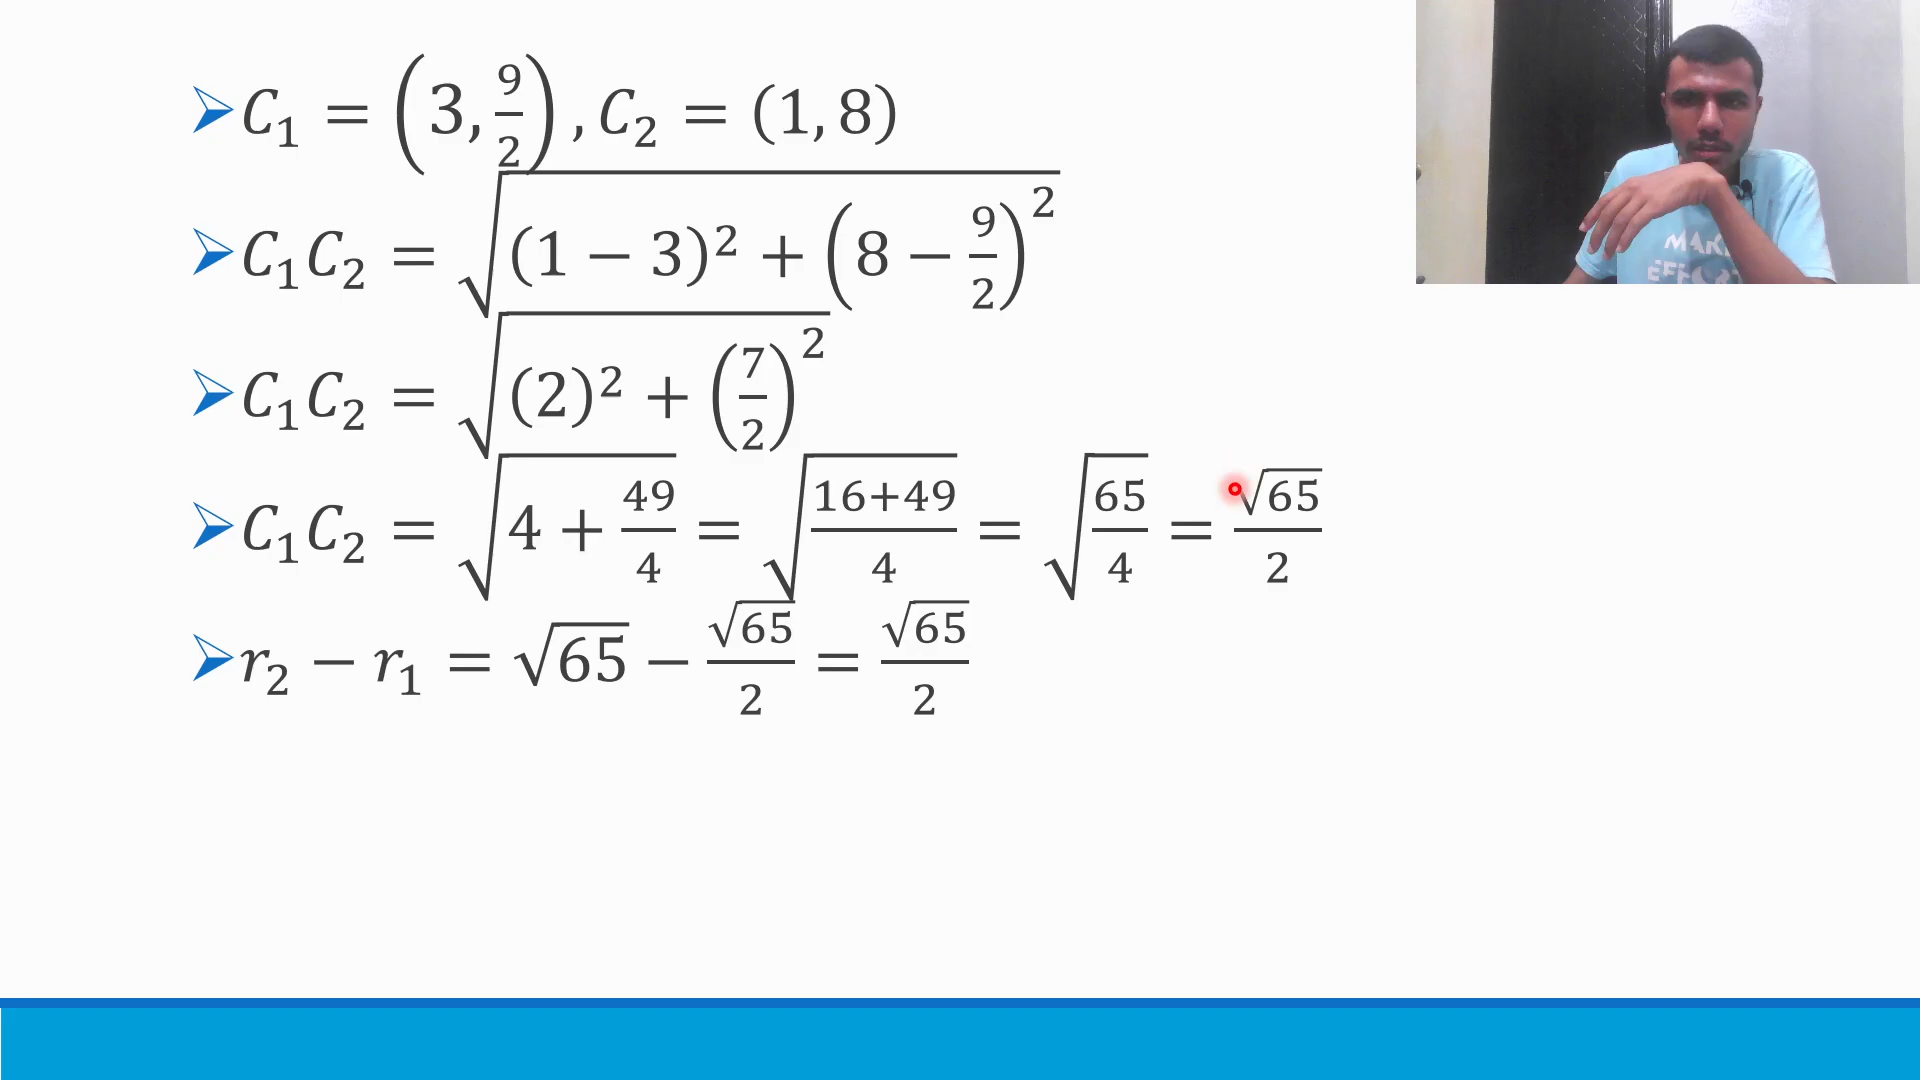 ➢C₁ = (3, 9/2), C₂ = (1, 8)
➢C₁C₂ = √((1 − 3)² + (8 − 9/2)²)
➢C₁C₂ = √((2)² + (7/2)²)
➢C₁C₂ = √(4 + 49/4) = √((16+49)/4) = √(65/4) = √65/2
➢r₂ − r₁ = √65 − √65/2 = √65/2